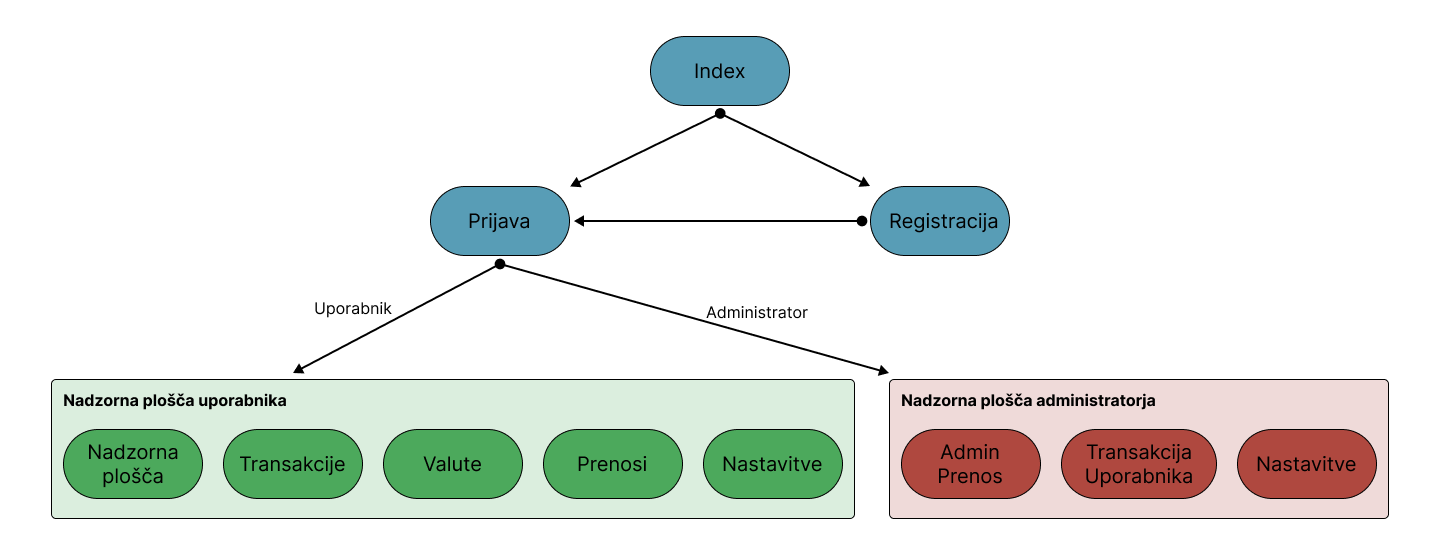 Index
Prijava
Registracija
Uporabnik
Administrator
Nadzorna plošča uporabnika
Nadzorna
plošča
Transakcije
Valute
Prenosi
Nastavitve
Nadzorna plošča administratorja
Admin
Prenos
Transakcija
Uporabnika
Nastavitve